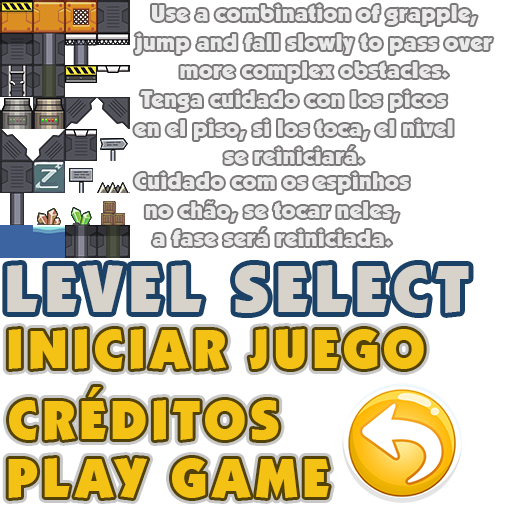 Use a combination of grapple,
jump and fall slowly to pass over
more complex obstacles.
Tenga cuidado con los picos
en el piso, si los toca, el nivel
se reiniciará.
Cuidado com os espinhos
no chão, se tocar neles,
a fase será reiniciada.
Z
LEVEL SELECT
INICIAR JUEGO
CRÉDITOS
PLAY GAME